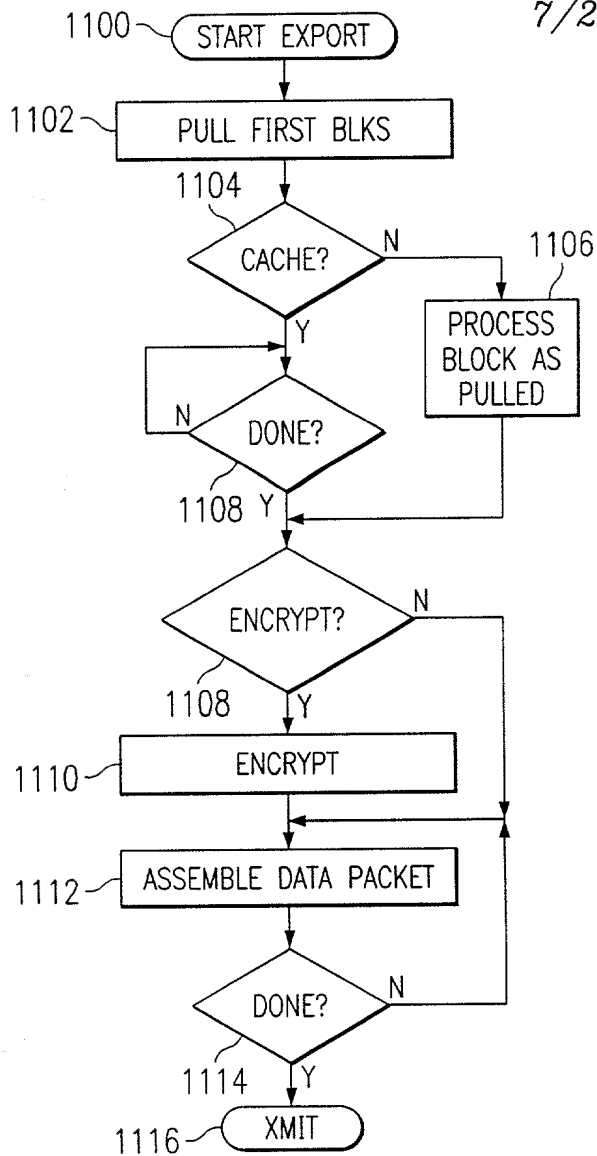 7/2
1100
START EXPORT
1102
PULL FIRST BLKS
1104
CACHE?
N
Y
1106
PROCESS
BLOCK AS
PULLED
N
DONE?
1108
Y
ENCRYPT?
N
1108
Y
1110
ENCRYPT
1112
ASSEMBLE DATA PACKET
DONE?
N
1114
Y
1116
XMIT